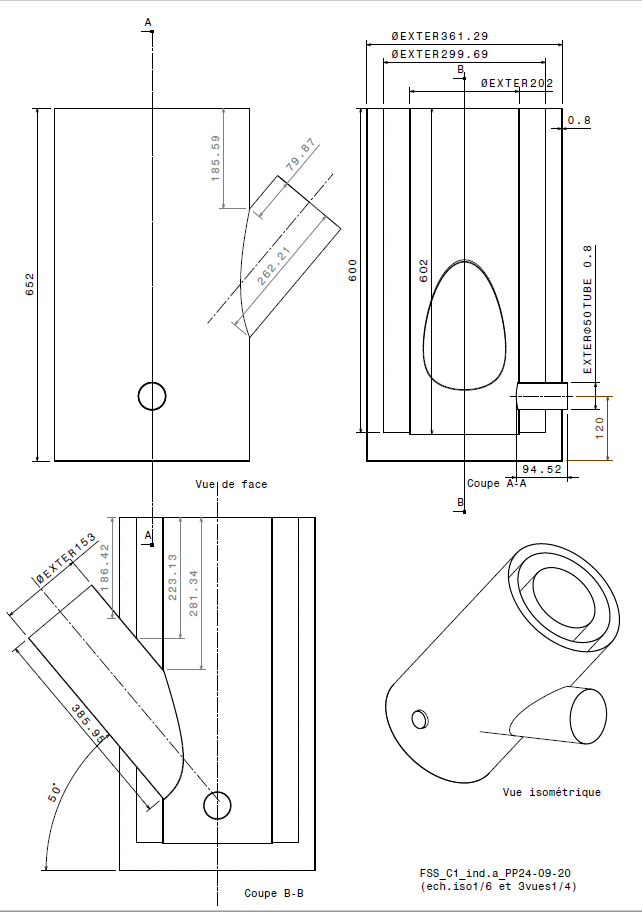 A
ØEXTER361.29
ØEXTER299.69
B
ØEXTER202
0.8
185.59
79.87
262.21
652
600
602
EXTERØ50TUBE 0.8
120
94.52
Vue de face
Coupe A-A
B
A
ØEXTER153
186.42
223.13
281.34
385.95
50°
Vue isométrique
Coupe B-B
FSS_C1_ind.a_PP24-09-20
(ech.iso1/6 et 3vues1/4)